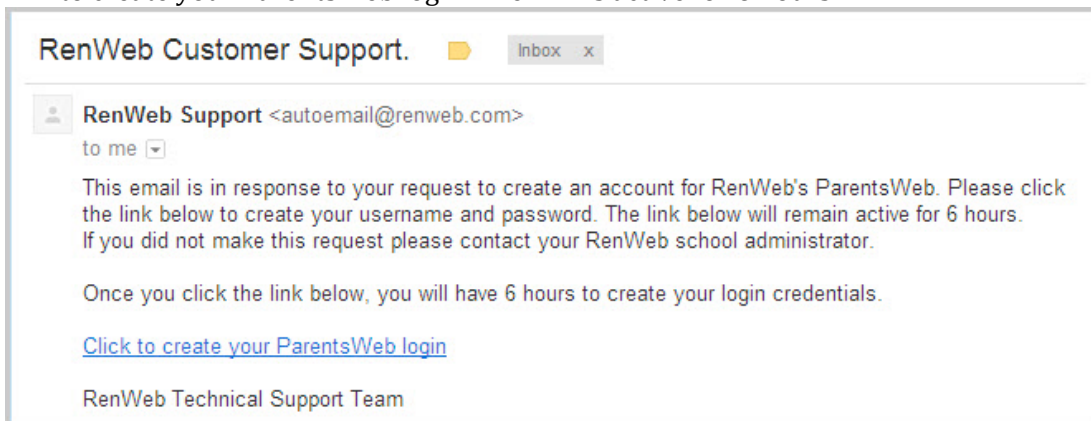 RenWeb Customer Support. Inbox x
RenWeb Support <autoemail@renweb.com>
to me
This email is in response to your request to create an account for RenWeb's ParentsWeb. Please click
the link below to create your username and password. The link below will remain active for 6 hours.
If you did not make this request please contact your RenWeb school administrator.
Once you click the link below, you will have 6 hours to create your login credentials.
Click to create your ParentsWeb login
RenWeb Technical Support Team